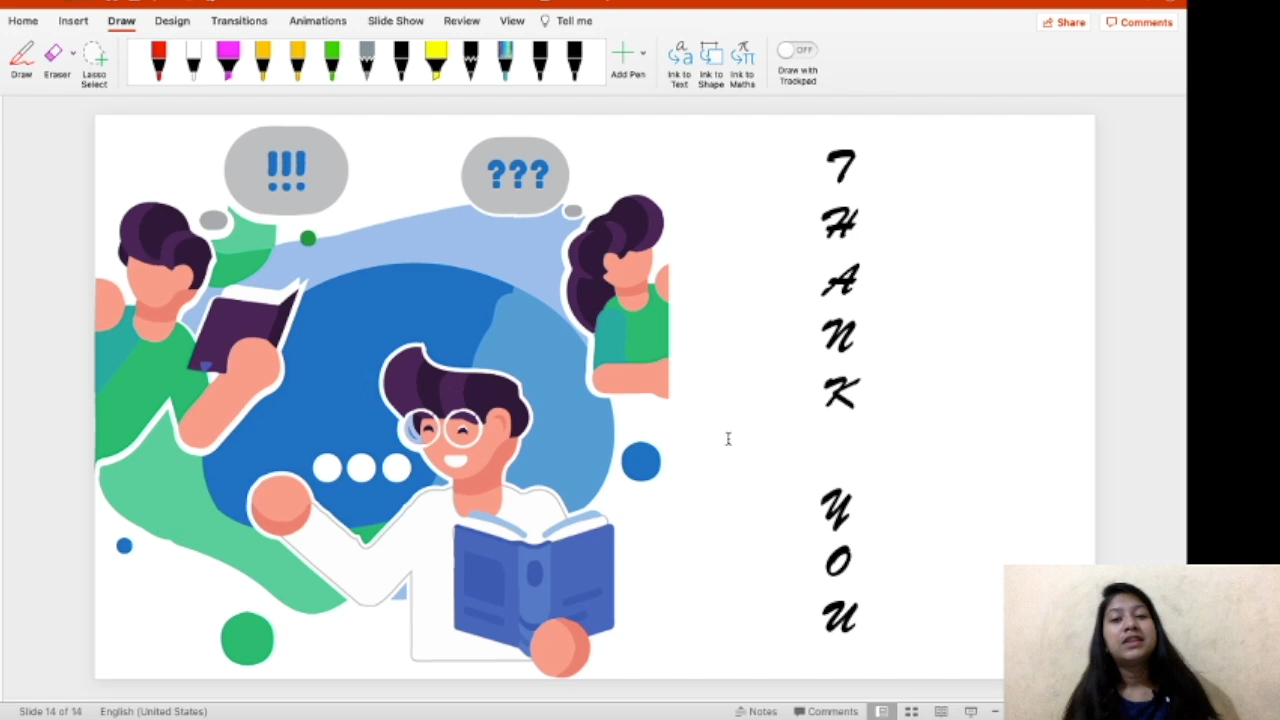 Home Insert Draw Design Transitions Animations Slide Show Review View Tell me Share Comments
Draw Eraser Lasso Select Add Pen Ink to Text Ink to Shape Ink to Maths OFF Draw with Trackpad
!!!
???
T
H
A
N
K
Y
O
U
Slide 14 of 14 English (United States) Notes Comments